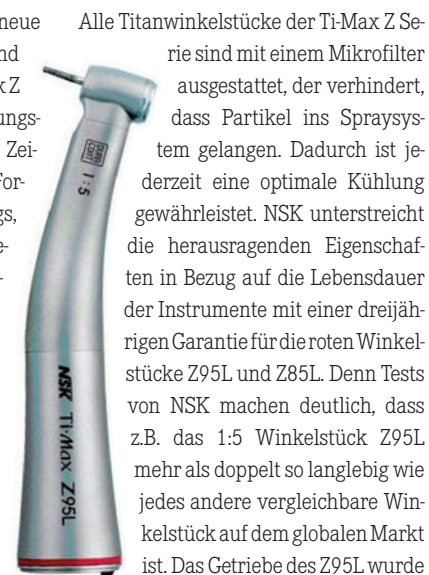 neue
nd
x Z
ungs-
Zei-
For-
gs,
e-
-
Alle Titanwinkelstücke der Ti-Max Z Se-
rie sind mit einem Mikrofilter
ausgestattet, der verhindert,
dass Partikel ins Spraysys-
tem gelangen. Dadurch ist je-
derzeit eine optimale Kühlung
gewährleistet. NSK unterstreicht
die herausragenden Eigenschaf-
ten in Bezug auf die Lebensdauer
der Instrumente mit einer dreijäh-
rigen Garantie für die roten Winkel-
stücke Z95L und Z85L. Denn Tests
von NSK machen deutlich, dass
z.B. das 1:5 Winkelstück Z95L
mehr als doppelt so langlebig wie
jedes andere vergleichbare Win-
kelstück auf dem globalen Markt
ist. Das Getriebe des Z95L wurde
1:5
NSK Ti-Max Z95L